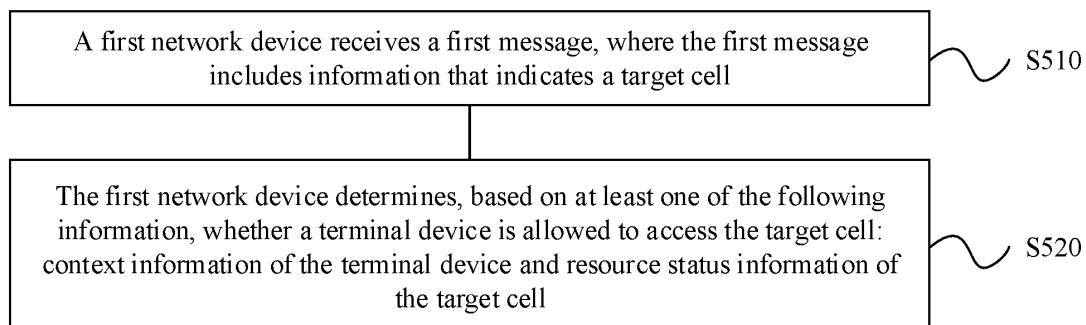 A first network device receives a first message, where the first message
includes information that indicates a target cell
S510
The first network device determines, based on at least one of the following
information, whether a terminal device is allowed to access the target cell:
context information of the terminal device and resource status information of
the target cell
S520